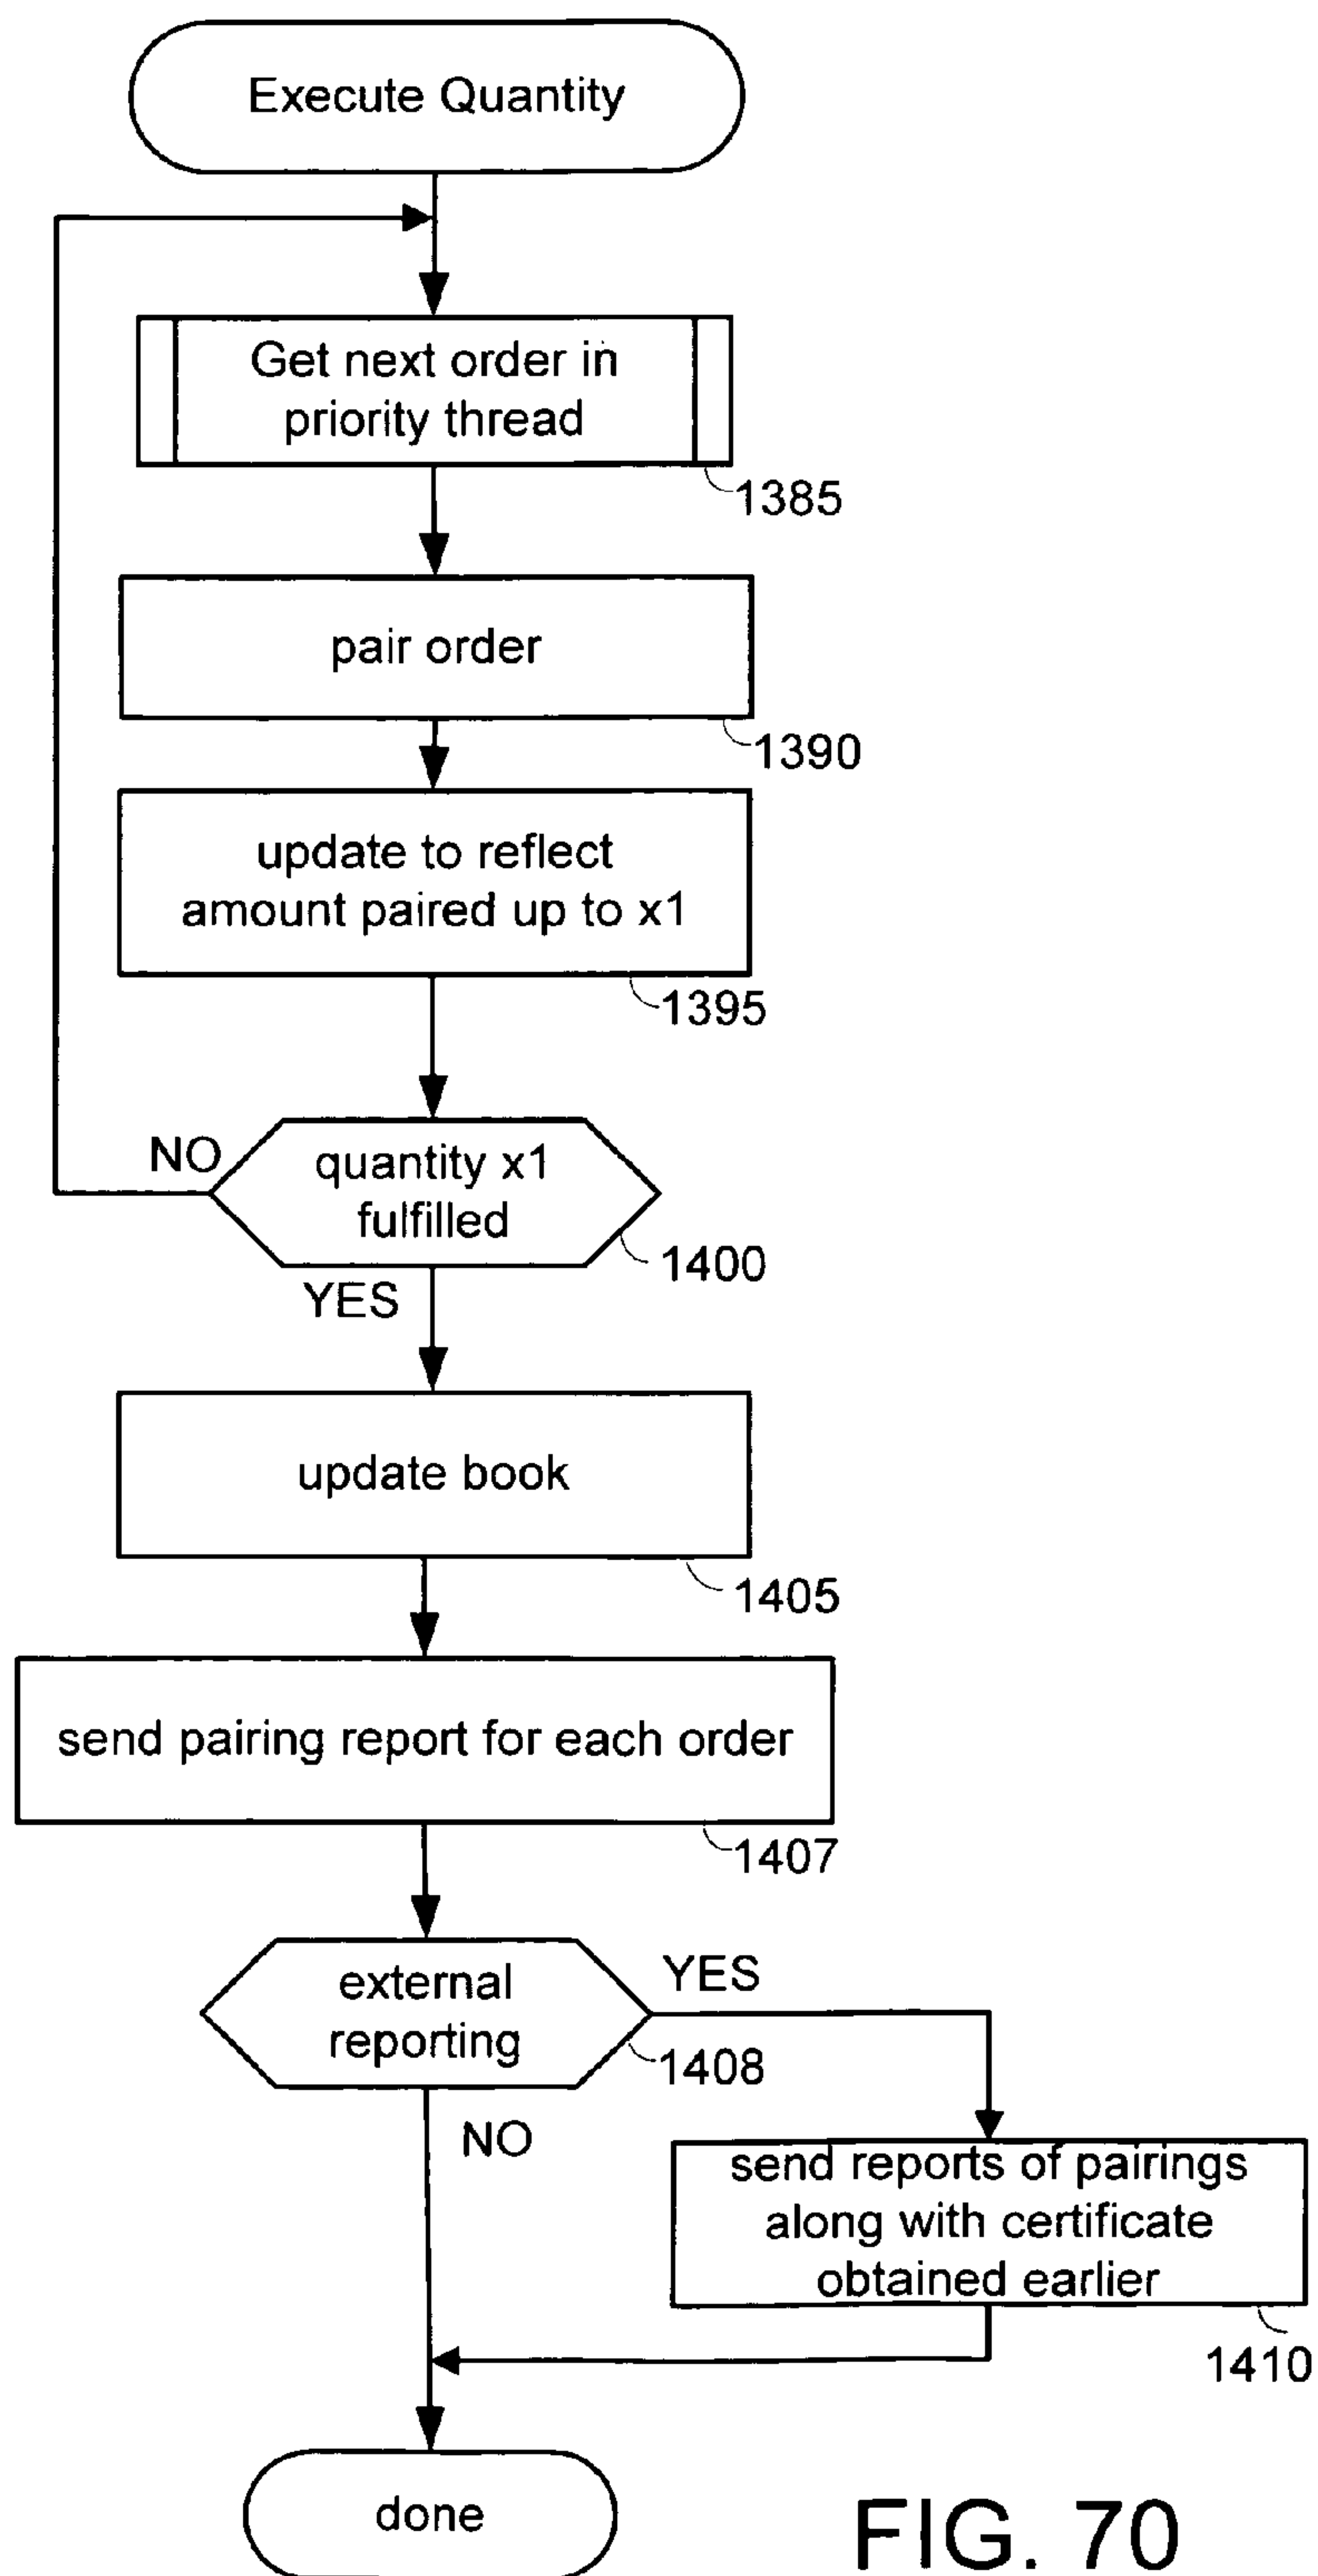 Execute Quantity
Get next order in
priority thread
1385
pair order
1390
update to reflect
amount paired up to x1
1395
NO
quantity x1
fulfilled
1400
YES
update book
1405
send pairing report for each order
1407
external
reporting
YES
1408
NO
send reports of pairings
along with certificate
obtained earlier
1410
done
FIG. 70